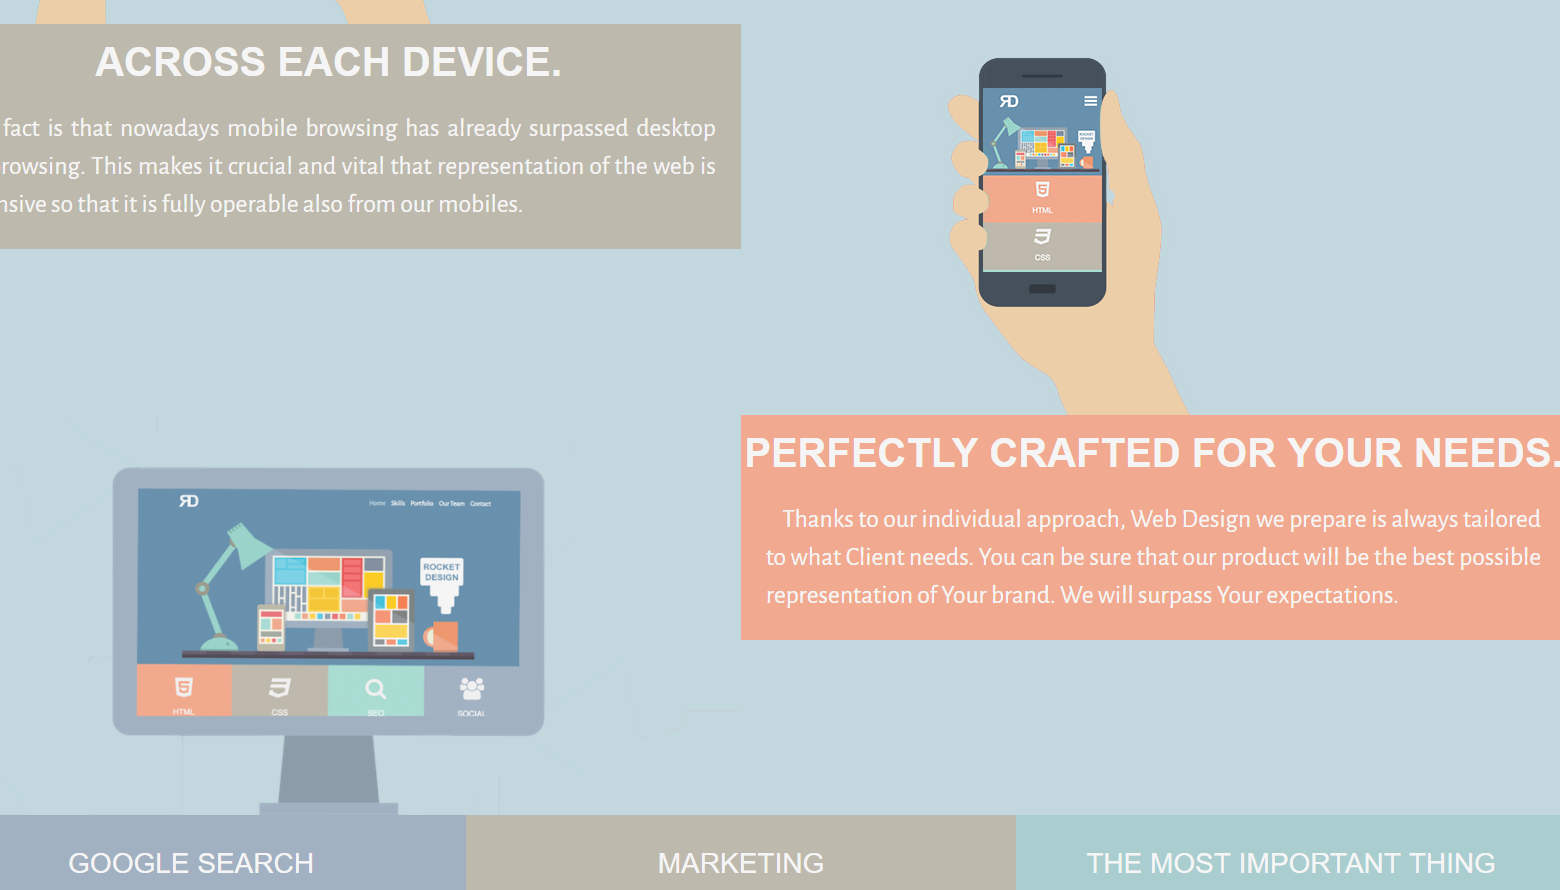 ACROSS EACH DEVICE.
fact is that nowadays mobile browsing has already surpassed desktop
rowsing. This makes it crucial and vital that representation of the web is
nsive so that it is fully operable also from our mobiles.
RD
HTML
CSS
PERFECTLY CRAFTED FOR YOUR NEEDS.
Thanks to our individual approach, Web Design we prepare is always tailored
to what Client needs. You can be sure that our product will be the best possible
representation of Your brand. We will surpass Your expectations.
RD
Home Skills Portfolio Our Team Contact
ROCKET
DESIGN
HTML CSS SEO SOCIAL
GOOGLE SEARCH
MARKETING
THE MOST IMPORTANT THING